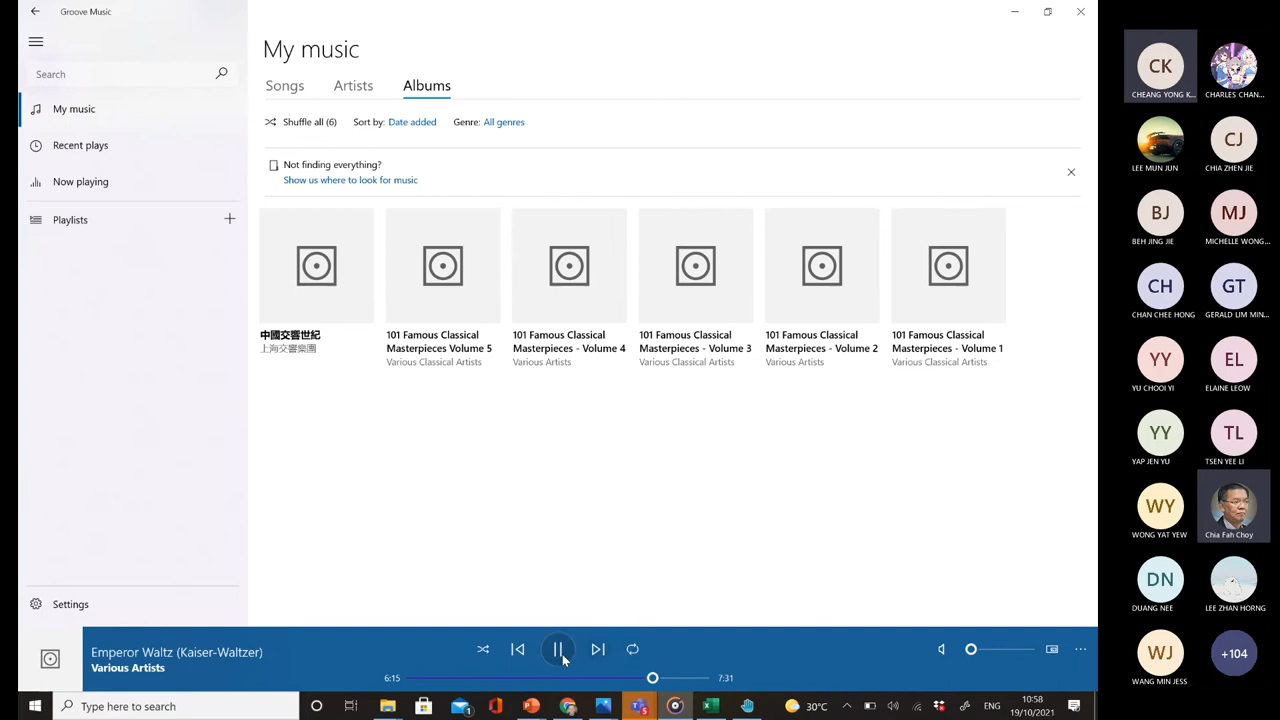 Groove Music
Search
My music
Recent plays
Now playing
Playlists
Settings
My music
Songs Artists Albums
Shuffle all (6) Sort by: Date added Genre: All genres
Not finding everything?
Show us where to look for music
中國交響世紀
上海交響樂團
101 Famous Classical
Masterpieces Volume 5
Various Classical Artists
101 Famous Classical
Masterpieces - Volume 4
Various Artists
101 Famous Classical
Masterpieces - Volume 3
Various Classical Artists
101 Famous Classical
Masterpieces - Volume 2
Various Artists
101 Famous Classical
Masterpieces - Volume 1
Various Classical Artists
Emperor Waltz (Kaiser-Waltzer)
Various Artists
6:15 7:31
Type here to search
30°C
ENG
10:58
19/10/2021
CK
CHEANG YONG K...
CHARLES CHAN...
LEE MUN JUN
CJ
CHIA ZHEN JIE
BJ
BEH JING JIE
MJ
MICHELLE WONG...
CH
CHAN CHEE HONG
GT
GERALD LIM MIN...
YY
YU CHOOI YI
EL
ELAINE LEOW
YY
YAP JEN YU
TL
TSEN YEE LI
WY
WONG YAT YEW
Chia Fah Choy
DN
DUANG NEE
LEE ZHAN HORNG
WJ
WANG MIN JESS
+104